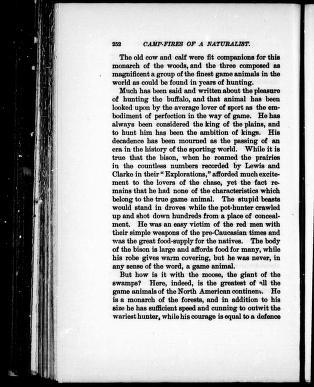 252 CAMP-FIRES OF A NATURALIST.
The old cow and calf were fit companions for this
monarch of the woods, and the three composed as
magnificent a group of the finest game animals in the
world as could be found in years of hunting.
Much has been said and written about the pleasure
of hunting the buffalo, and that animal has been
looked upon by the average lover of sport as the em-
bodiment of perfection in the way of game. He has
always been considered the king of the plains, and
to hunt him has been the ambition of kings. His
decadence has been mourned as the passing of an
era in the history of the sporting world. While it is
true that the bison, when he roamed the prairies
in the countless numbers recorded by Lewis and
Clarke in their "Explorations," afforded much excite-
ment to the lovers of the chase, yet the fact re-
mains that he had none of the characteristics which
belong to the true game animal. The stupid beasts
would stand in droves while the pot-hunter crawled
up and shot down hundreds from a place of conceal-
ment. He was an easy victim of the red men with
their simple weapons of the pre-Caucasian times and
was the great food-supply for the natives. The body
of the bison is large and affords food for many, while
his robe gives warm covering, but he was never, in
any sense of the word, a game animal.
But how is it with the moose, the giant of the
swamps? Here, indeed, is the greatest of all the
game animals of the North American continent. He
is a monarch of the forests, and in addition to his
size he has sufficient speed and cunning to outwit the
wariest hunter, while his courage is equal to a defence